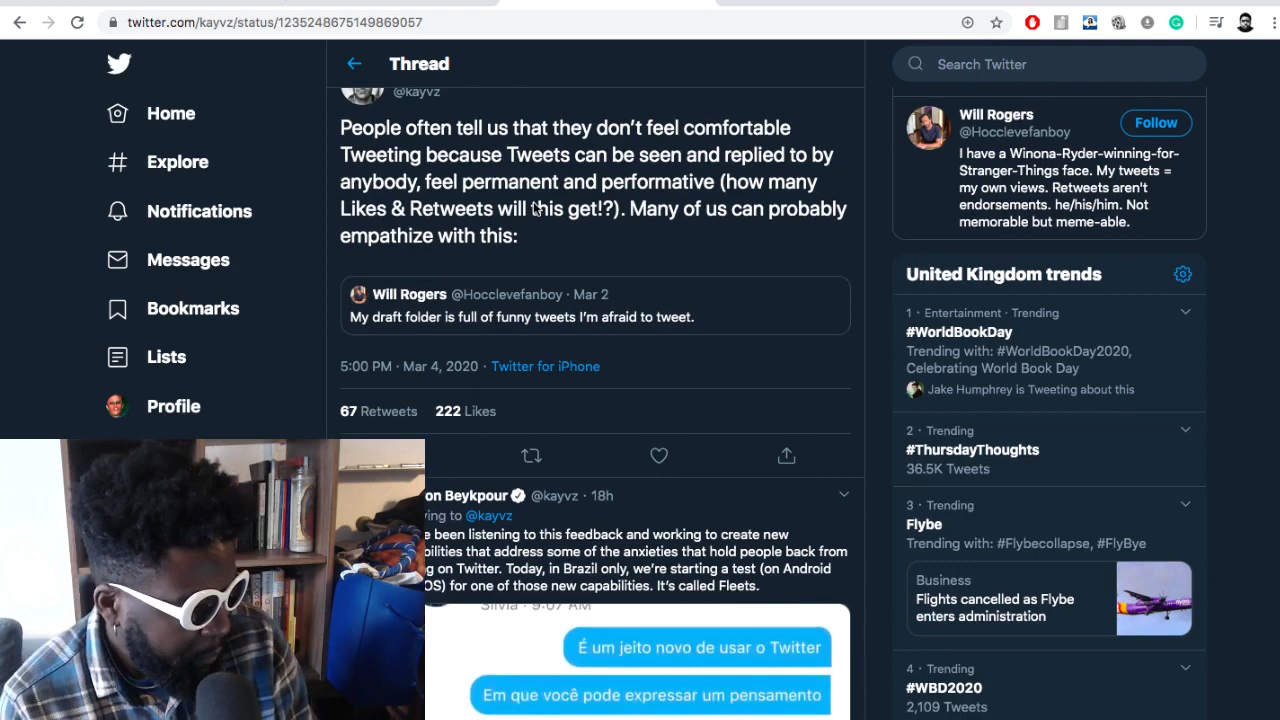 twitter.com/kayvz/status/1235248675149869057
Home
Explore
Notifications
Messages
Bookmarks
Lists
Profile
Thread
@kayvz
People often tell us that they don't feel comfortable
Tweeting because Tweets can be seen and replied to by
anybody, feel permanent and performative (how many
Likes & Retweets will this get!?). Many of us can probably
empathize with this:
Will Rogers @Hocclevefanboy · Mar 2
My draft folder is full of funny tweets I'm afraid to tweet.
5:00 PM · Mar 4, 2020 · Twitter for iPhone
67 Retweets 222 Likes
on Beykpour @kayvz · 18h
ying to @kayvz
e been listening to this feedback and working to create new
bilities that address some of the anxieties that hold people back from
g on Twitter. Today, in Brazil only, we're starting a test (on Android
OS) for one of those new capabilities. It's called Fleets.
Silvia · 9:07 AM
É um jeito novo de usar o Twitter
Em que você pode expressar um pensamento
Search Twitter
Will Rogers
@Hocclevefanboy
Follow
I have a Winona-Ryder-winning-for-
Stranger-Things face. My tweets =
my own views. Retweets aren't
endorsements. he/his/him. Not
memorable but meme-able.
United Kingdom trends
1 · Entertainment · Trending
#WorldBookDay
Trending with: #WorldBookDay2020,
Celebrating World Book Day
Jake Humphrey is Tweeting about this
2 · Trending
#ThursdayThoughts
36.5K Tweets
3 · Trending
Flybe
Trending with: #Flybecollapse, #FlyBye
Business
Flights cancelled as Flybe
enters administration
4 · Trending
#WBD2020
2,109 Tweets